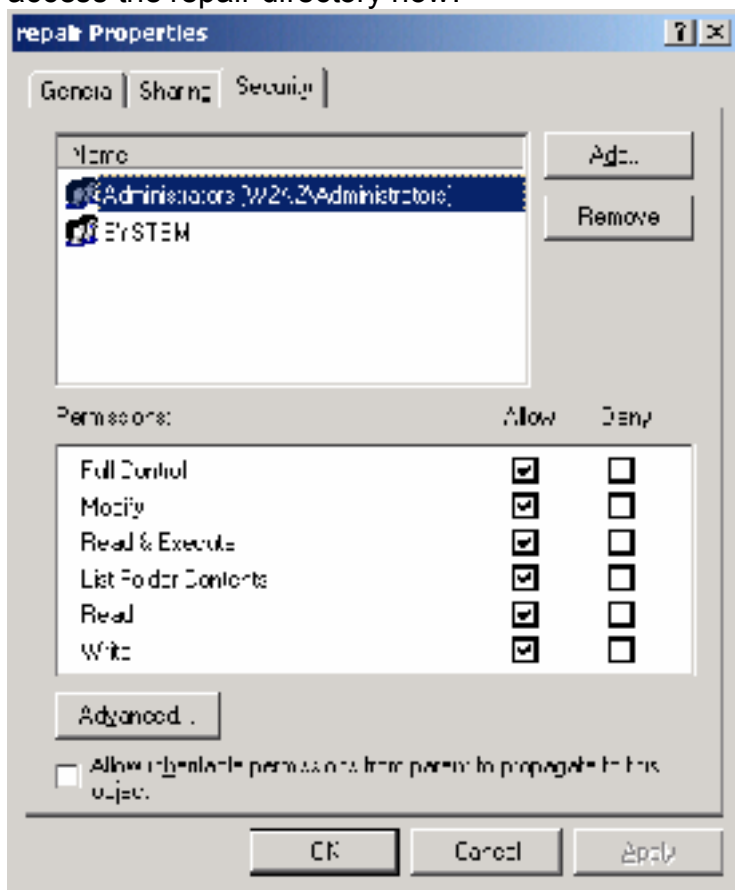 access the repair directory now?
repair Properties
General Sharing Security
Name
Add...
Administrators (W2K2\Administrators)
Remove
SYSTEM
Permissions: Allow Deny
Full Control
Modify
Read & Execute
List Folder Contents
Read
Write
Advanced...
Allow inheritable permissions from parent to propagate to this
object
OK Cancel Apply